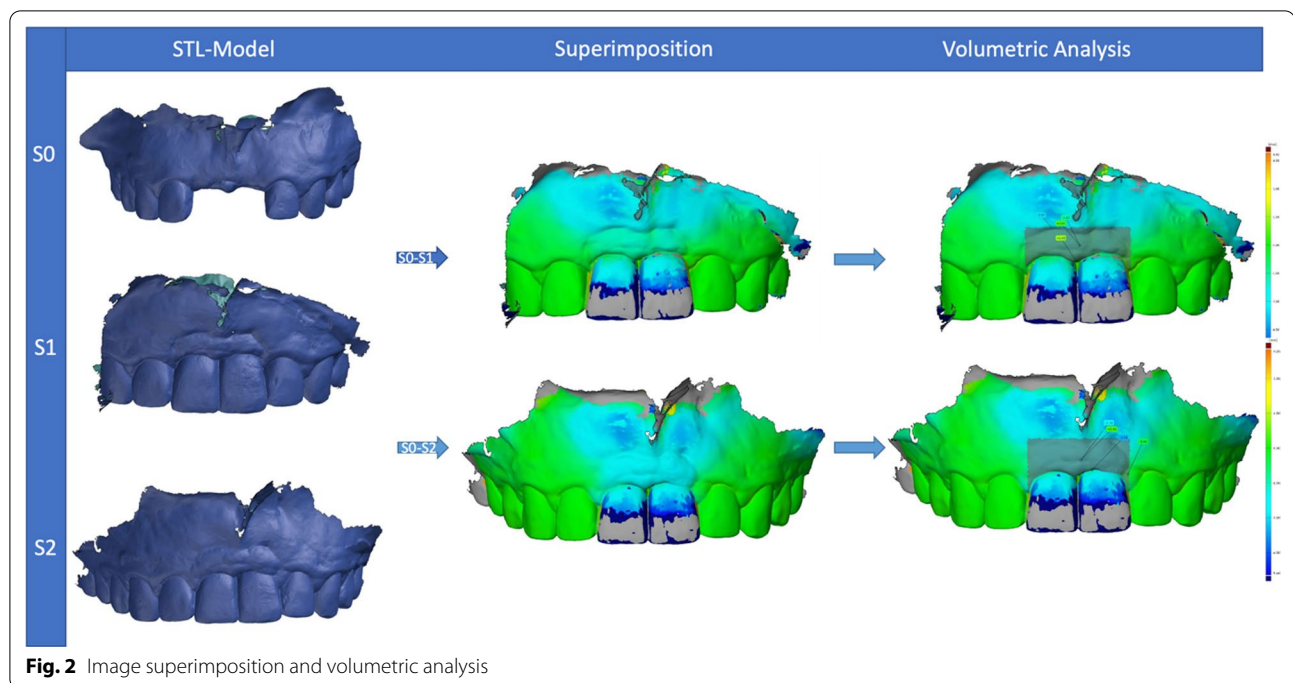 STL-Model
Superimposition
Volumetric Analysis
S0
S0-S1
S1
S0-S2
S2
Fig. 2 Image superimposition and volumetric analysis